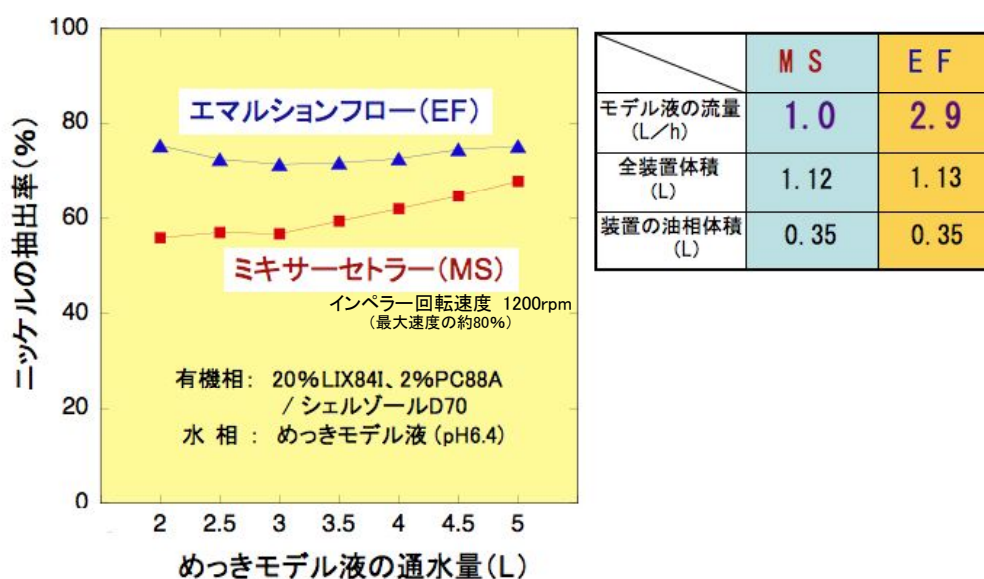 100
80
60
40
20
0
ニッケルの抽出率(%)
エマルションフロー(EF)
ミキサーセトラー(MS)
インペラー回転速度 1200rpm
(最大速度の約80%)
有機相: 20%LIX84I、2%PC88A
/ シェルゾールD70
水 相 : めっきモデル液 (pH6.4)
2 2.5 3 3.5 4 4.5 5
めっきモデル液の通水量(L)
MS EF
モデル液の流量
(L/h)
1.0 2.9
全装置体積
(L)
1.12 1.13
装置の油相体積
(L)
0.35 0.35